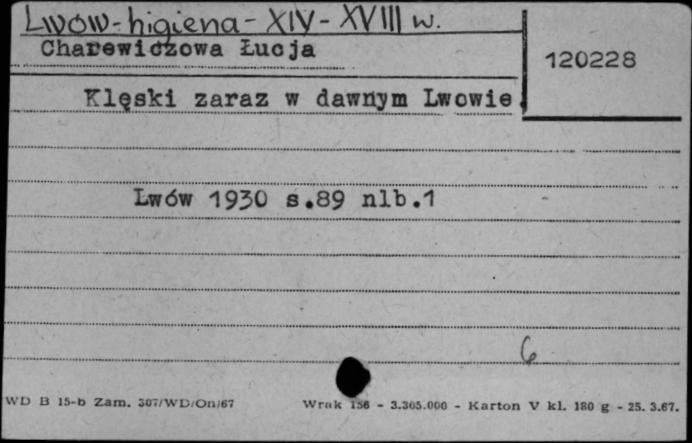 Lwów - higiena - XIV - XVIII w.
Charewiczowa Łucja
120228
Klęski zaraz w dawnym Lwowie.
Lwów 1930 s.89 nlb.1
6
WD B 15-b Zam. 307/WD/On/67 Wrak 156 - 3.305.000 - Karton V kl. 180 g - 25. 3.67.